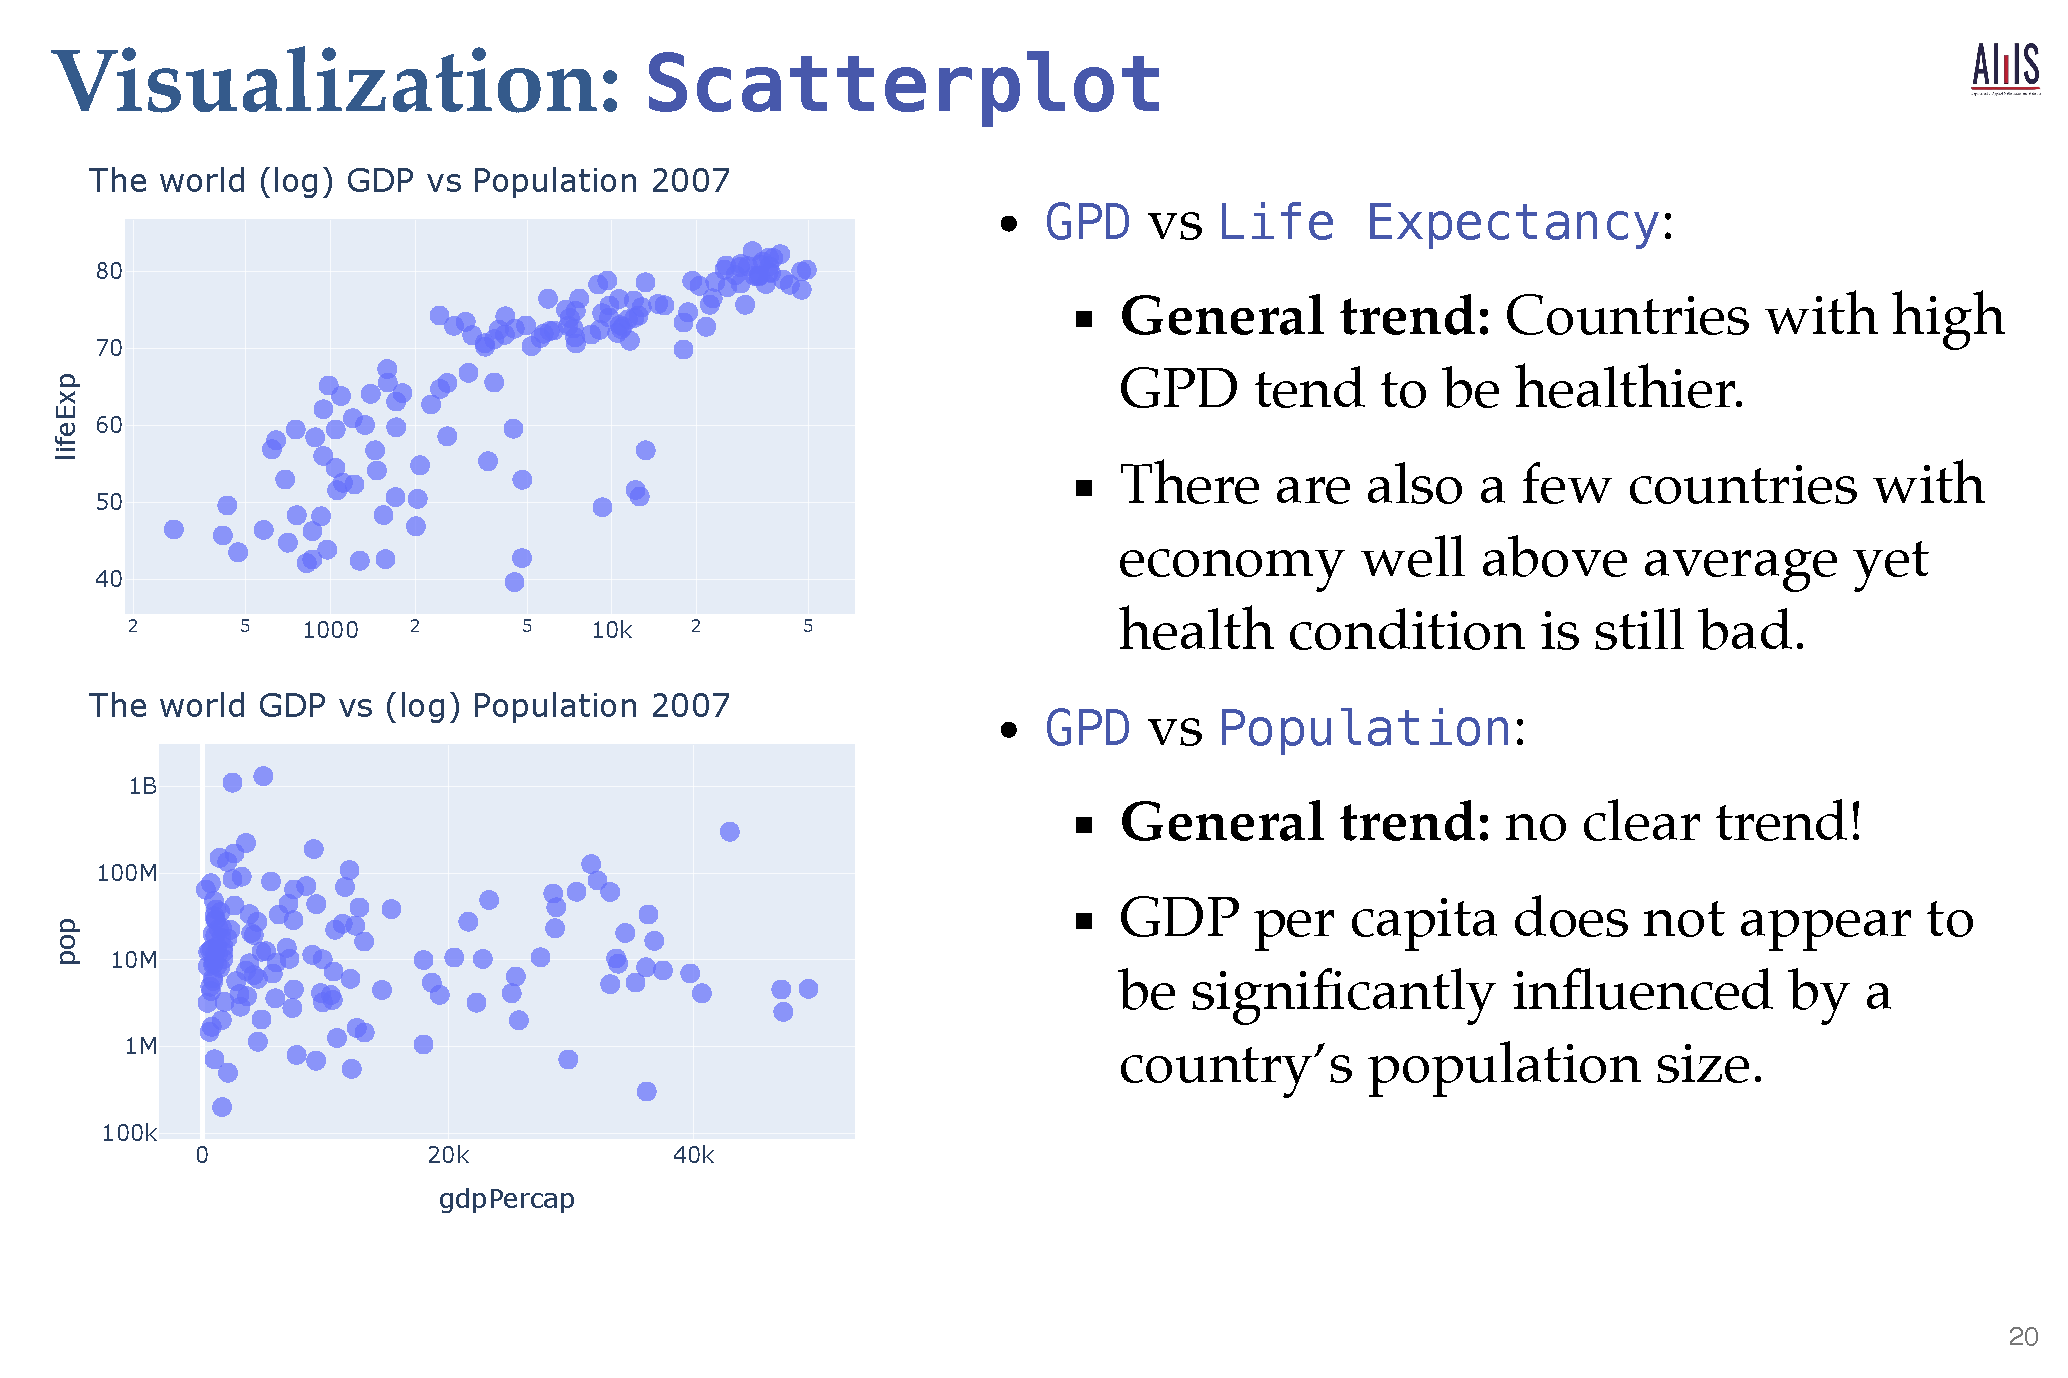 Visualization: Scatterplot
AMIS
The world (log) GDP vs Population 2007
lifeExp
80
70
60
50
40
2 5 1000 2 5 10k 2 5
The world GDP vs (log) Population 2007
pop
1B
100M
10M
1M
100k
0 20k 40k
gdpPercap
• GPD vs Life Expectancy:
▪ General trend: Countries with high
GPD tend to be healthier.
▪ There are also a few countries with
economy well above average yet
health condition is still bad.
• GPD vs Population:
▪ General trend: no clear trend!
▪ GDP per capita does not appear to
be significantly influenced by a
country’s population size.
20